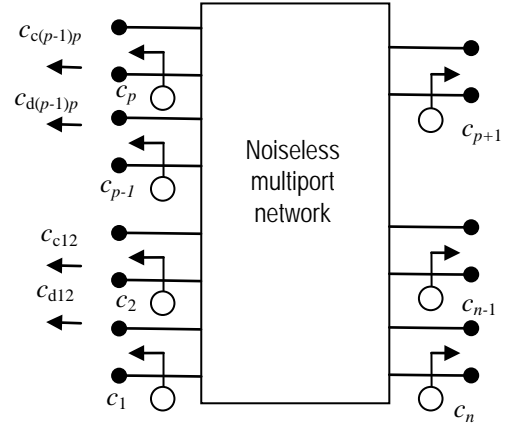 c_c(p-1)p
c_p
c_d(p-1)p
c_p-1
c_c12
c_2
c_d12
c_1
Noiseless
multiport
network
c_p+1
c_n-1
c_n